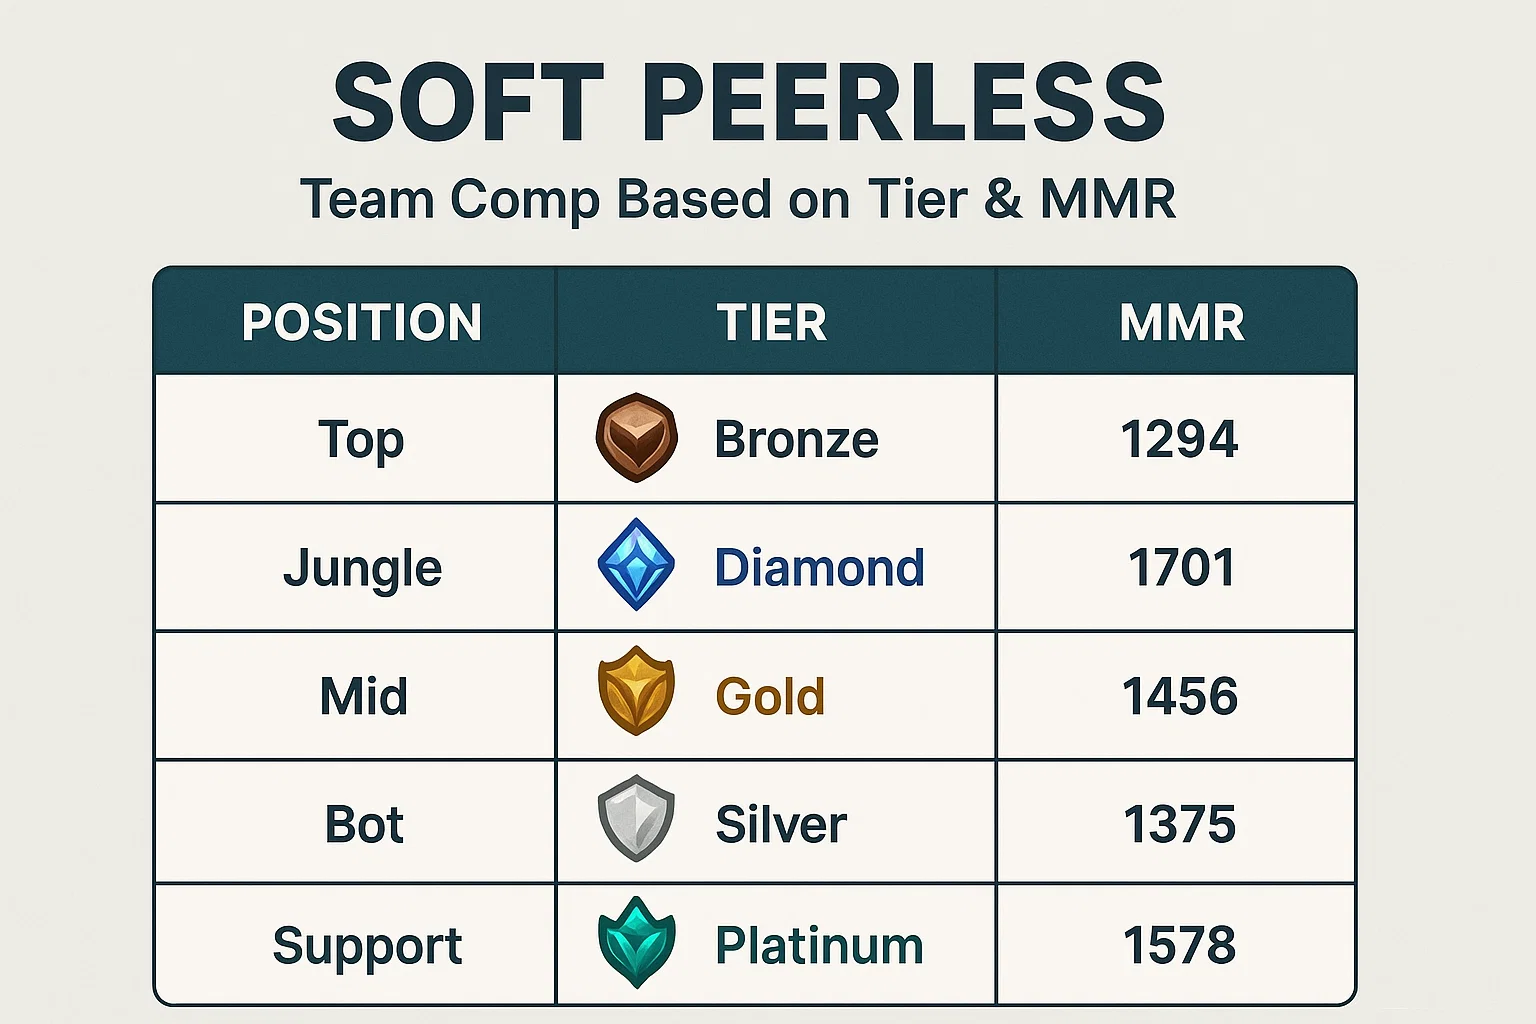 SOFT PEERLESS
Team Comp Based on Tier & MMR
POSITION TIER MMR
Top Bronze 1294
Jungle Diamond 1701
Mid Gold 1456
Bot Silver 1375
Support Platinum 1578